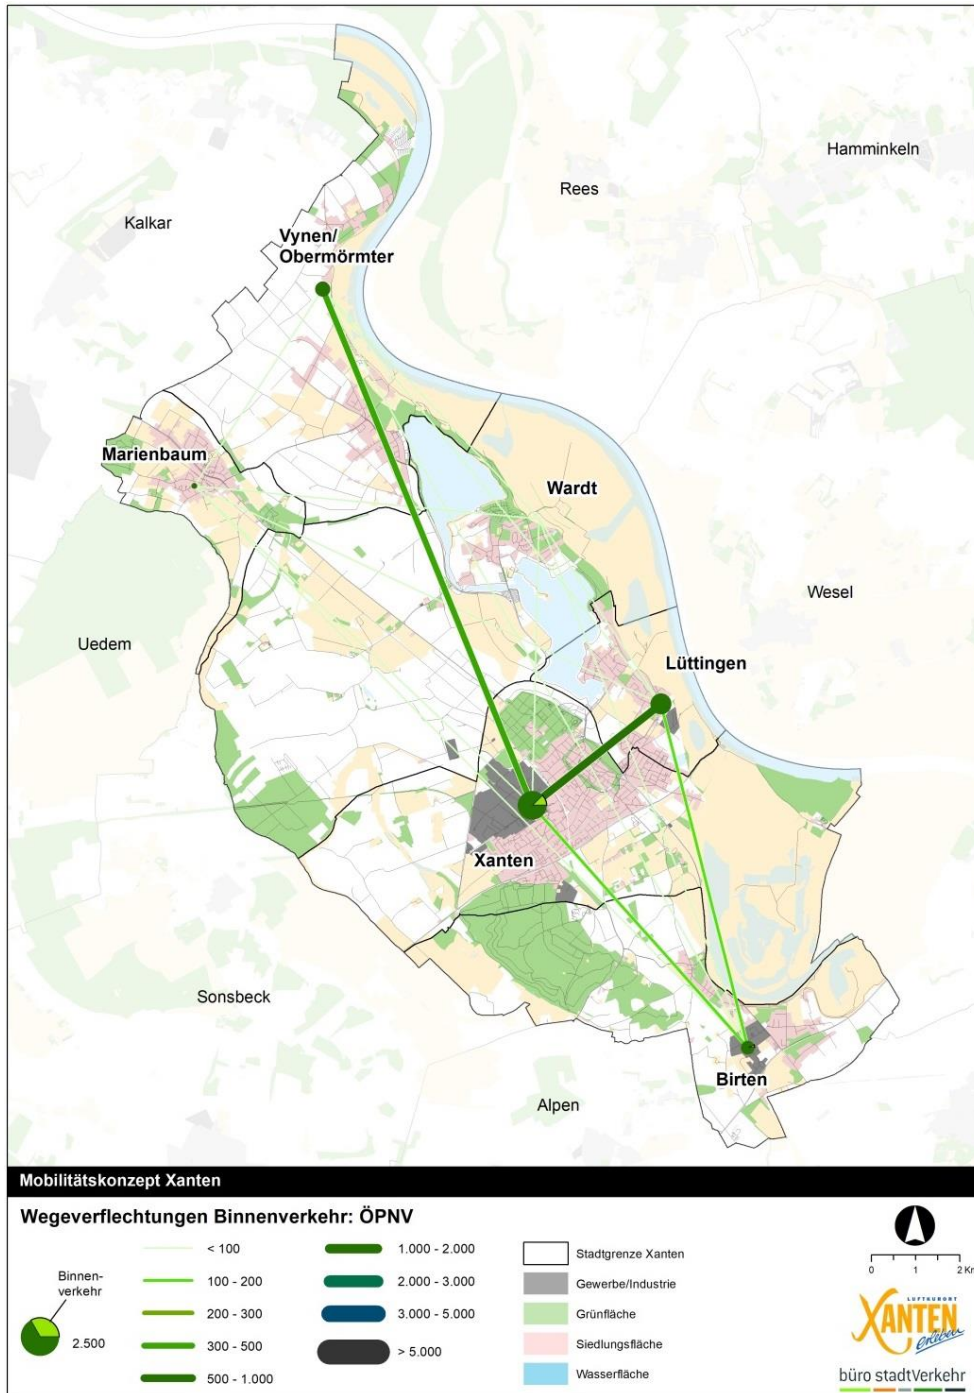 Hamminkeln
Rees
Kalkar
Vynen/
Obermörmter
Marienbaum
Wardt
Wesel
Uedem
Lüttingen
Xanten
Sonsbeck
Birten
Alpen
Mobilitätskonzept Xanten
Wegeverflechtungen Binnenverkehr: ÖPNV
Binnen-
verkehr
2.500
< 100
100 - 200
200 - 300
300 - 500
500 - 1.000
1.000 - 2.000
2.000 - 3.000
3.000 - 5.000
> 5.000
Stadtgrenze Xanten
Gewerbe/Industrie
Grünfläche
Siedlungsfläche
Wasserfläche
0 1 2 Km
LUFTKURORT
XANTEN
erleben
büro stadtVerkehr